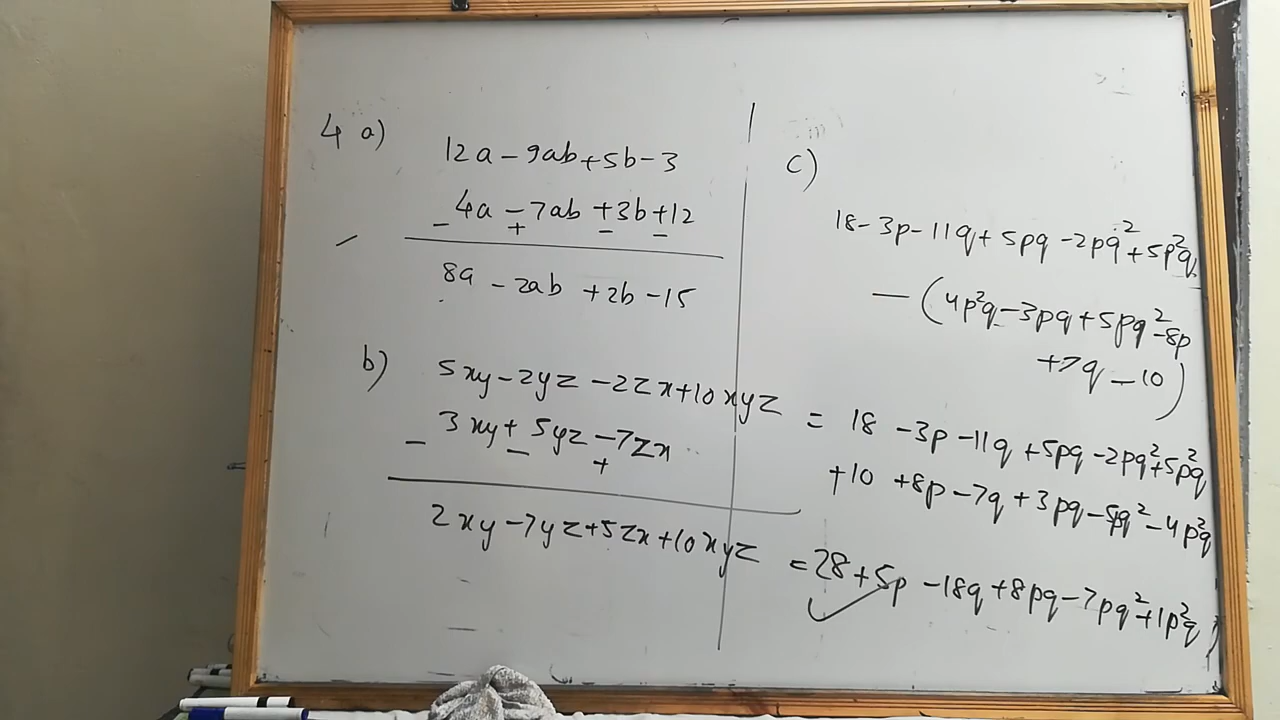 4 a)
12a - 9ab + 5b - 3
4a - 7ab + 3b + 12
- + - -
8a - 2ab + 2b - 15
b)
5xy - 2yz - 2zx + 10xyz
3xy + 5yz - 7zx
- - +
2xy - 7yz + 5zx + 10xyz
c)
18 - 3p - 11q + 5pq - 2pq² + 5p²q
- (4p²q - 3pq + 5pq² - 8p
+ 7q - 10)
= 18 - 3p - 11q + 5pq - 2pq² + 5p²q
+ 10 + 8p - 7q + 3pq - 5pq² - 4p²q
= 28 + 5p - 18q + 8pq - 7pq² + 1p²q